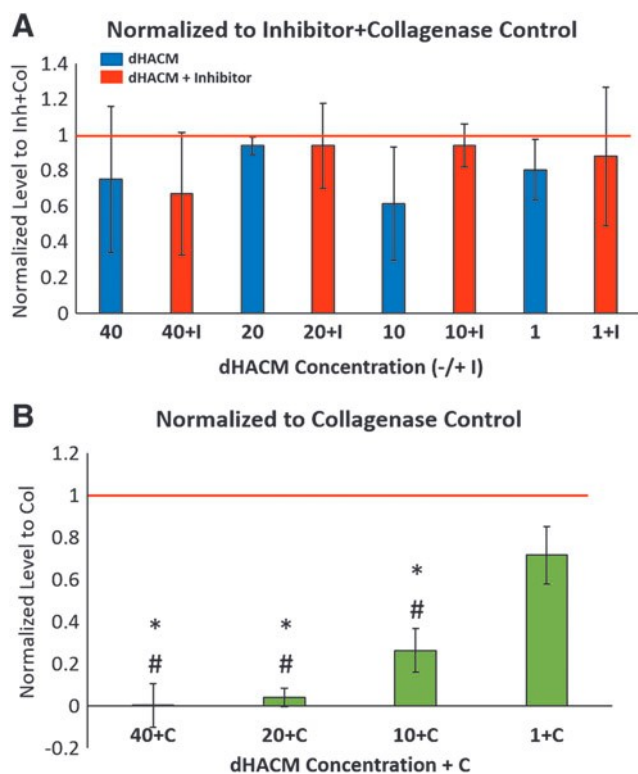 A
Normalized to Inhibitor+Collagenase Control
Normalized Level to Inh+Col
1.4
1.2
1
0.8
0.6
0.4
0.2
0
dHACM
dHACM + Inhibitor
40 40+I 20 20+I 10 10+I 1 1+I
dHACM Concentration (-/+ I)
B
Normalized to Collagenase Control
Normalized Level to Col
1.2
1
0.8
0.6
0.4
0.2
0
-0.2
* * *
# # #
40+C 20+C 10+C 1+C
dHACM Concentration + C